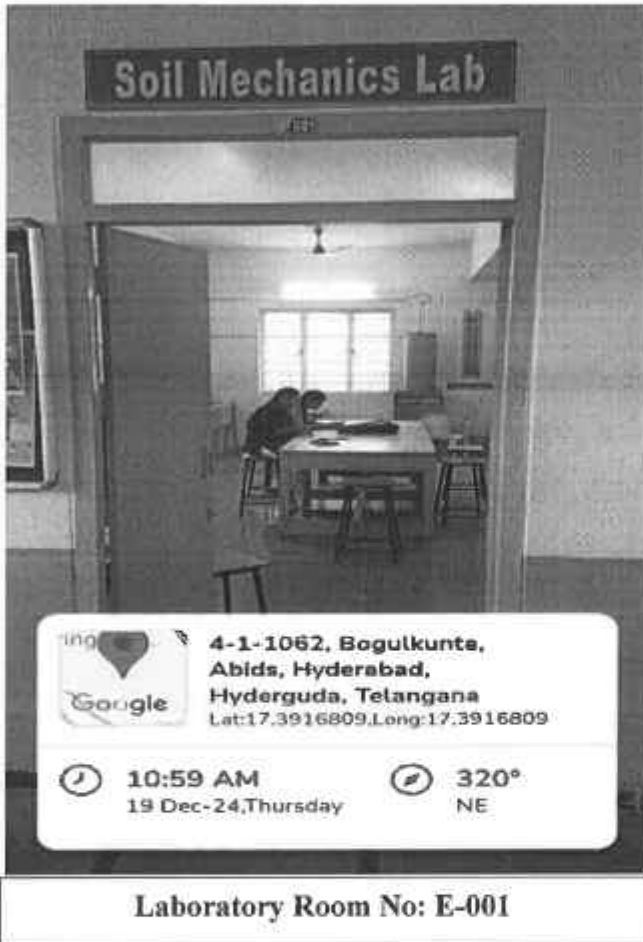 Soil Mechanics Lab
Google
4-1-1062, Bogulkunta,
Abids, Hyderabad,
Hyderguda, Telangana
Lat:17.3916809,Long:17.3916809
10:59 AM
19 Dec-24,Thursday
320°
NE
Laboratory Room No: E-001